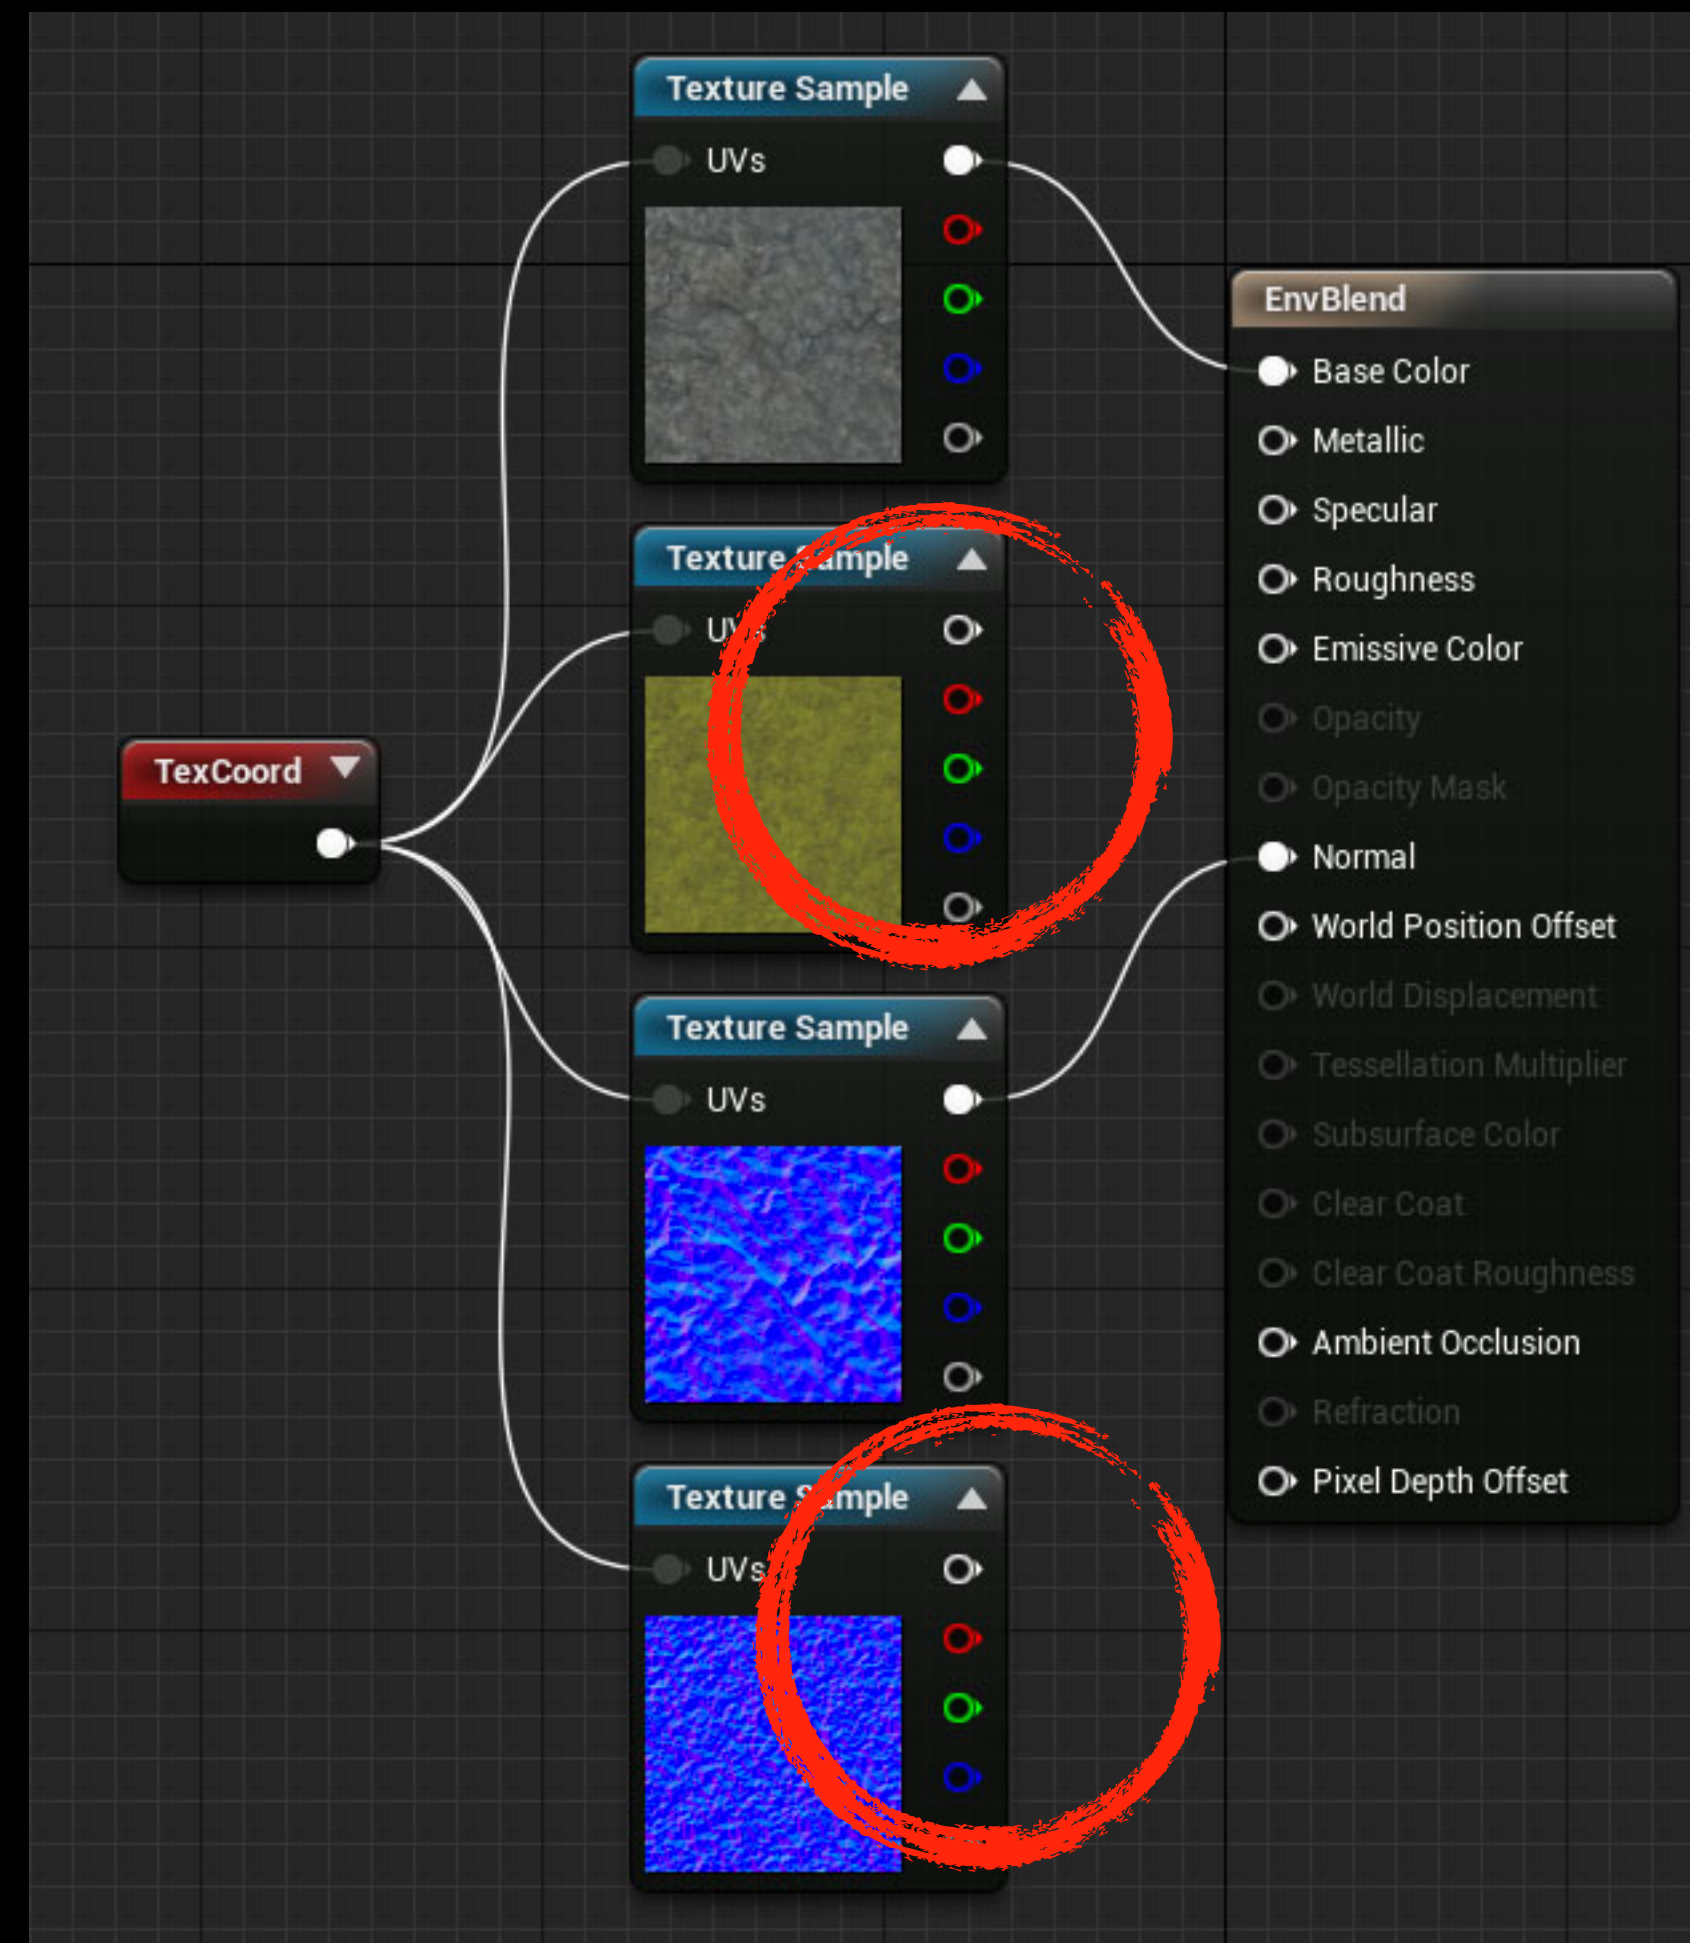 Texture Sample
UVs
Texture Sample
UVs
TexCoord
Texture Sample
UVs
Texture Sample
UVs
EnvBlend
Base Color
Metallic
Specular
Roughness
Emissive Color
Opacity
Opacity Mask
Normal
World Position Offset
World Displacement
Tessellation Multiplier
Subsurface Color
Clear Coat
Clear Coat Roughness
Ambient Occlusion
Refraction
Pixel Depth Offset